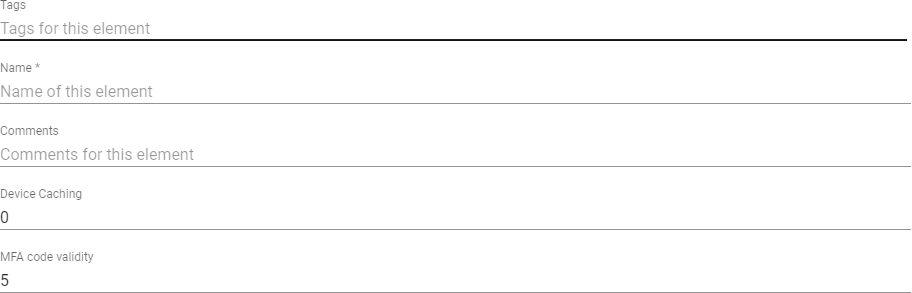 Tags
Tags for this element
Name *
Name of this element
Comments
Comments for this element
Device Caching
0
MFA code validity
5